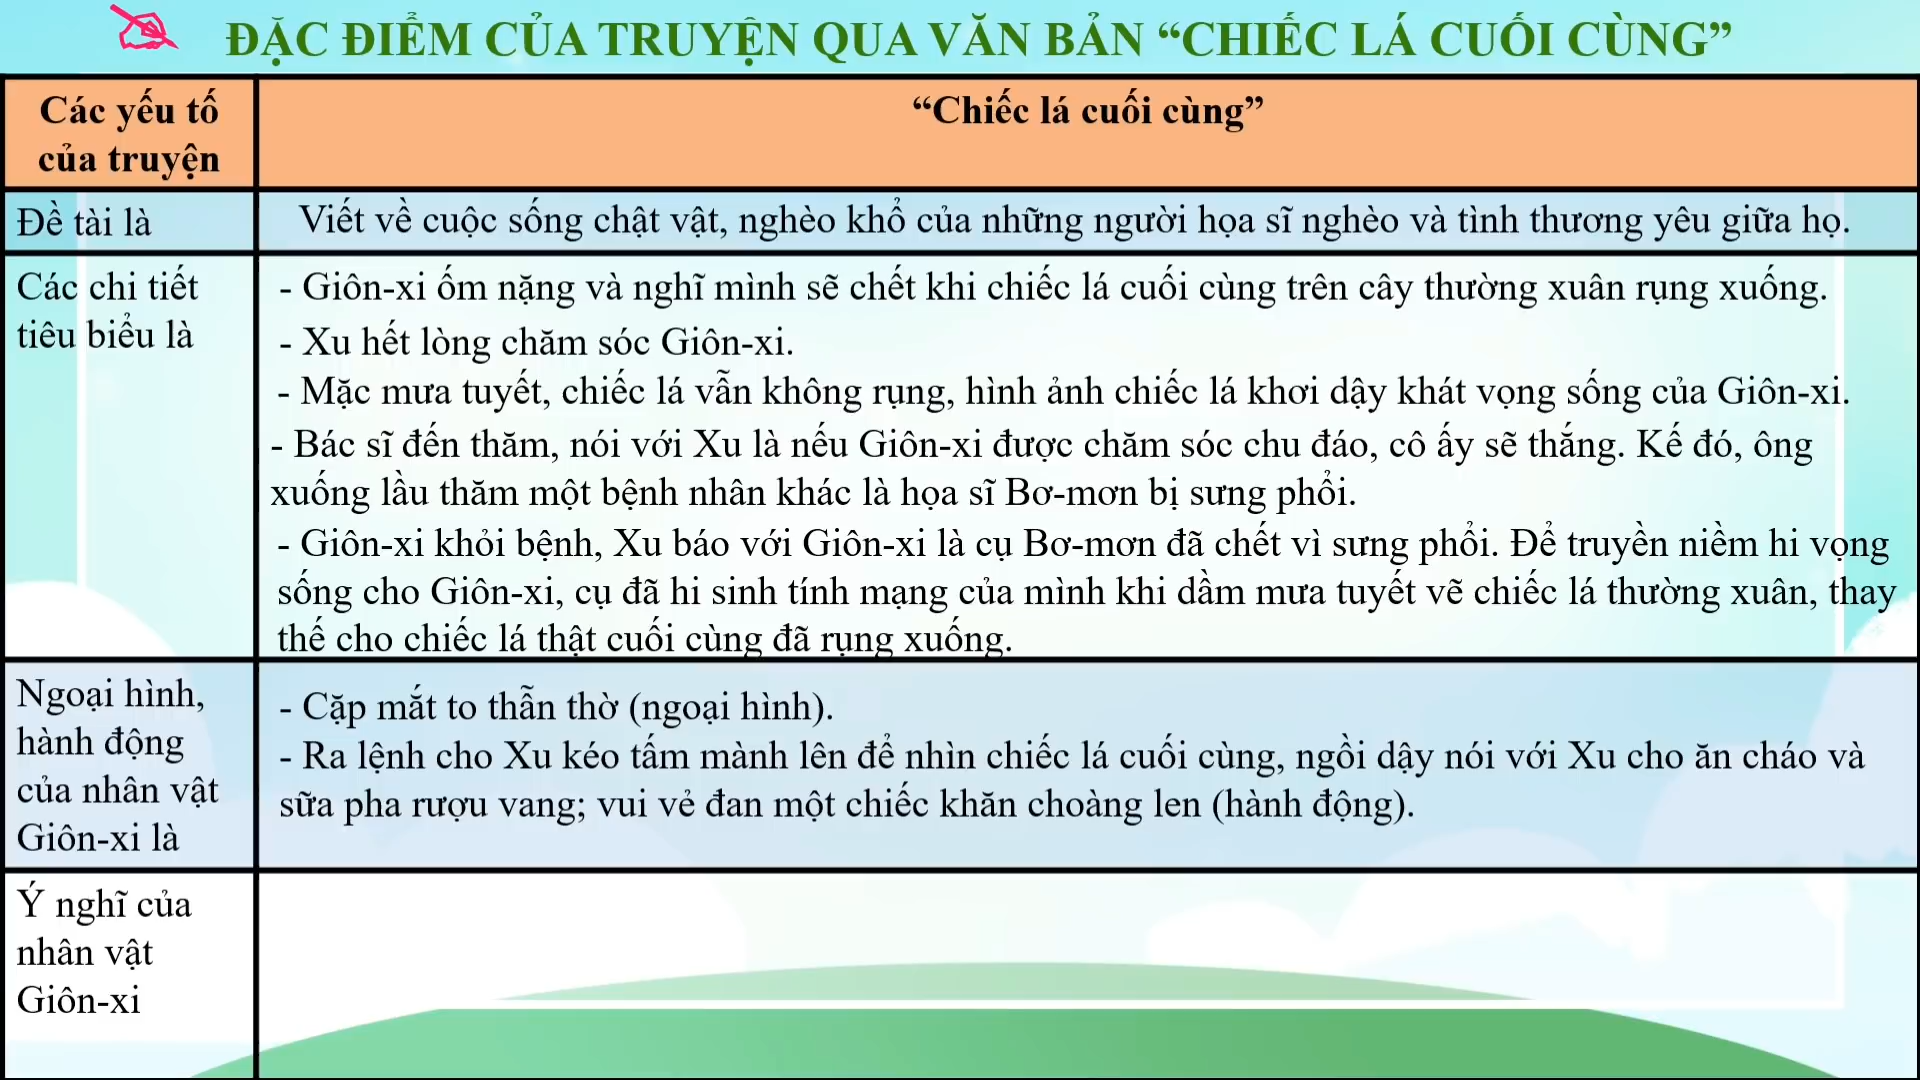 ĐẶC ĐIỂM CỦA TRUYỆN QUA VĂN BẢN “CHIẾC LÁ CUỐI CÙNG”
Các yếu tố
của truyện
“Chiếc lá cuối cùng”
Đề tài là
Viết về cuộc sống chật vật, nghèo khổ của những người họa sĩ nghèo và tình thương yêu giữa họ.
Các chi tiết
tiêu biểu là
- Giôn-xi ốm nặng và nghĩ mình sẽ chết khi chiếc lá cuối cùng trên cây thường xuân rụng xuống.
- Xu hết lòng chăm sóc Giôn-xi.
- Mặc mưa tuyết, chiếc lá vẫn không rụng, hình ảnh chiếc lá khơi dậy khát vọng sống của Giôn-xi.
- Bác sĩ đến thăm, nói với Xu là nếu Giôn-xi được chăm sóc chu đáo, cô ấy sẽ thắng. Kế đó, ông
xuống lầu thăm một bệnh nhân khác là họa sĩ Bơ-mơn bị sưng phổi.
- Giôn-xi khỏi bệnh, Xu báo với Giôn-xi là cụ Bơ-mơn đã chết vì sưng phổi. Để truyền niềm hi vọng
sống cho Giôn-xi, cụ đã hi sinh tính mạng của mình khi dầm mưa tuyết vẽ chiếc lá thường xuân, thay
thế cho chiếc lá thật cuối cùng đã rụng xuống.
Ngoại hình,
hành động
của nhân vật
Giôn-xi là
- Cặp mắt to thẫn thờ (ngoại hình).
- Ra lệnh cho Xu kéo tấm mành lên để nhìn chiếc lá cuối cùng, ngồi dậy nói với Xu cho ăn cháo và
sữa pha rượu vang; vui vẻ đan một chiếc khăn choàng len (hành động).
Ý nghĩ của
nhân vật
Giôn-xi